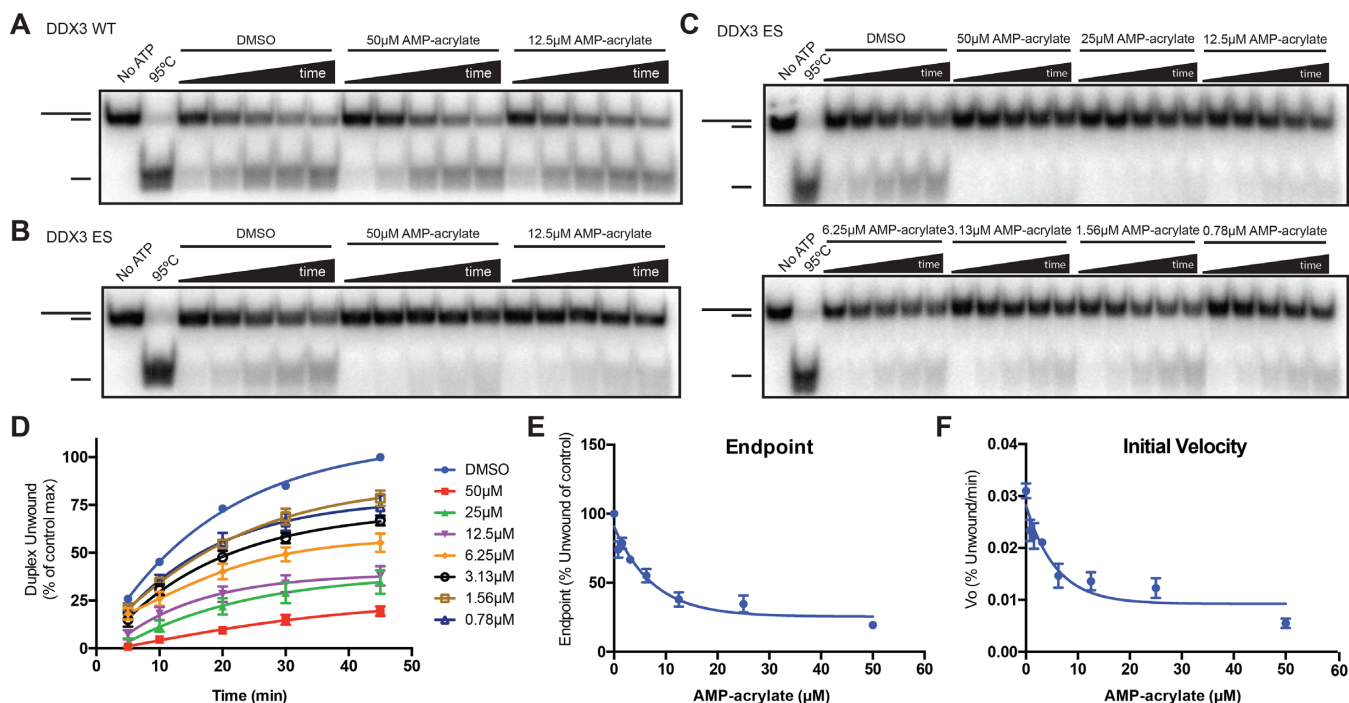 A
DDX3 WT
No ATP
95ºC
DMSO
50µM AMP-acrylate
12.5µM AMP-acrylate
time
time
time
B
DDX3 ES
No ATP
95ºC
DMSO
50µM AMP-acrylate
12.5µM AMP-acrylate
time
time
time
C
DDX3 ES
No ATP
95ºC
DMSO
50µM AMP-acrylate
25µM AMP-acrylate
12.5µM AMP-acrylate
time
time
time
time
No ATP
95ºC
6.25µM AMP-acrylate
3.13µM AMP-acrylate
1.56µM AMP-acrylate
0.78µM AMP-acrylate
time
time
time
time
D
Duplex Unwound
(% of control max)
100
75
50
25
0
0
10
20
30
40
50
Time (min)
DMSO
50µM
25µM
12.5µM
6.25µM
3.13µM
1.56µM
0.78µM
E
Endpoint
Endpoint (% Unwound of control)
150
100
50
0
0
10
20
30
40
50
60
AMP-acrylate (µM)
F
Initial Velocity
Vo (% Unwound/min)
0.04
0.03
0.02
0.01
0.00
0
10
20
30
40
50
60
AMP-acrylate (µM)